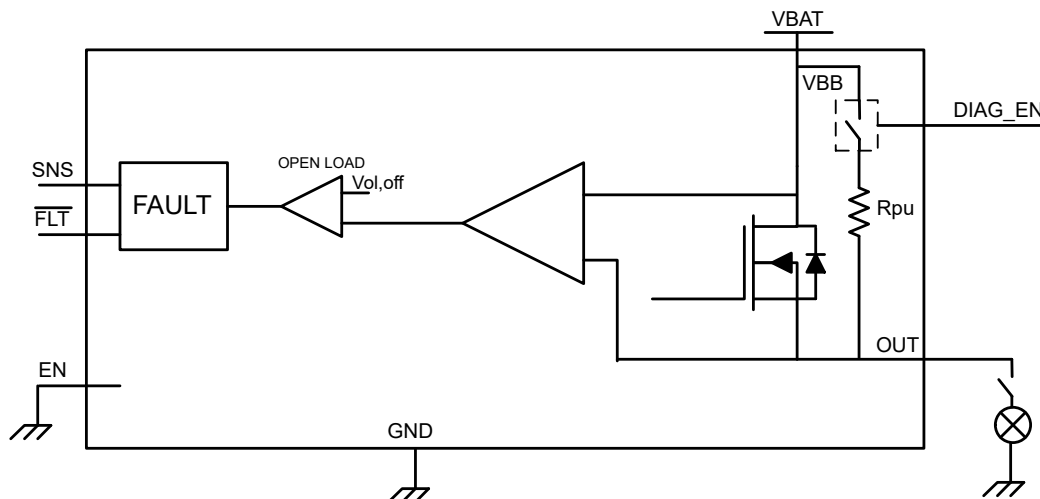 VBAT
VBB
DIAG_EN
SNS
OPEN LOAD
Vol,off
FAULT
Rpu
FLT
OUT
EN
GND